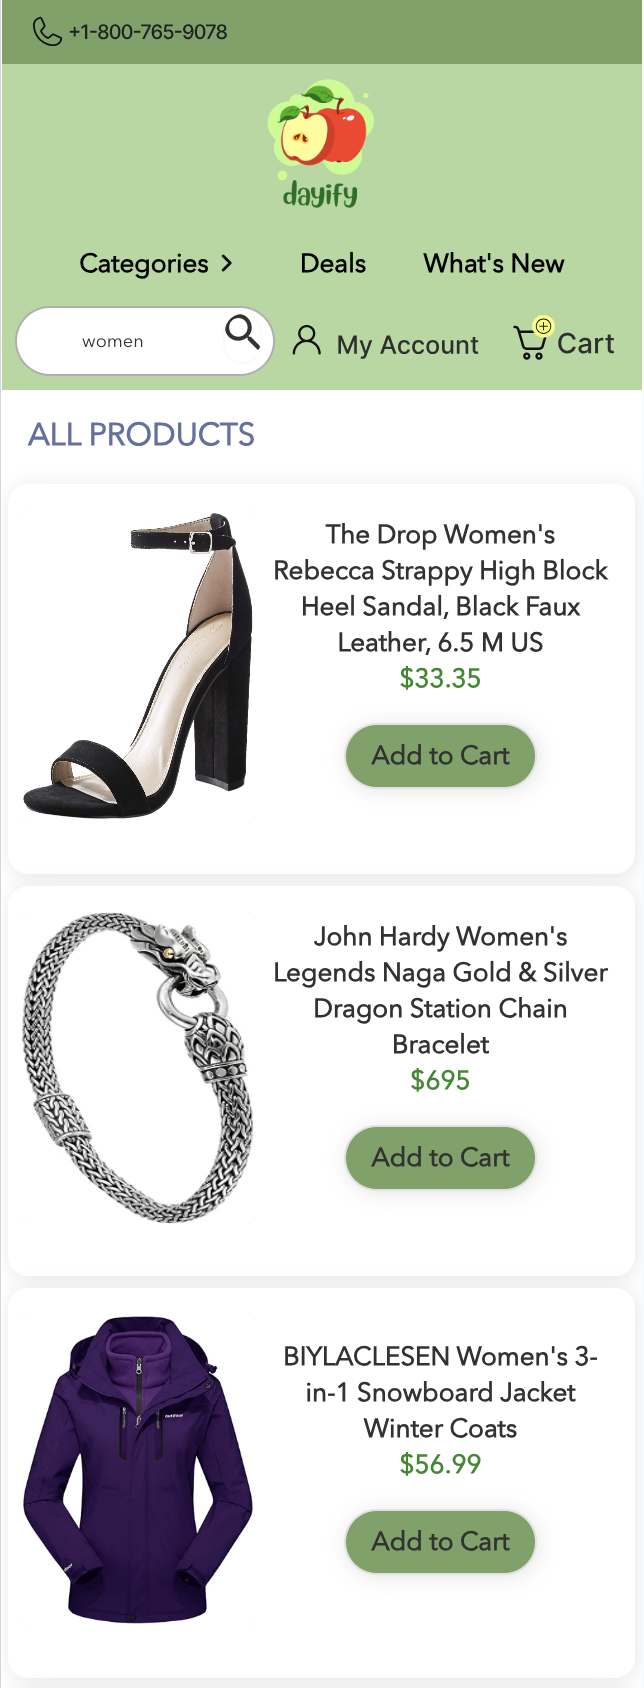 +1-800-765-9078
dayify
Categories
Deals
What's New
women
My Account
Cart
ALL PRODUCTS
The Drop Women's
Rebecca Strappy High Block
Heel Sandal, Black Faux
Leather, 6.5 M US
$33.35
Add to Cart
John Hardy Women's
Legends Naga Gold & Silver
Dragon Station Chain
Bracelet
$695
Add to Cart
outdoor
BIYLACLESEN Women's 3-
in-1 Snowboard Jacket
Winter Coats
$56.99
Add to Cart